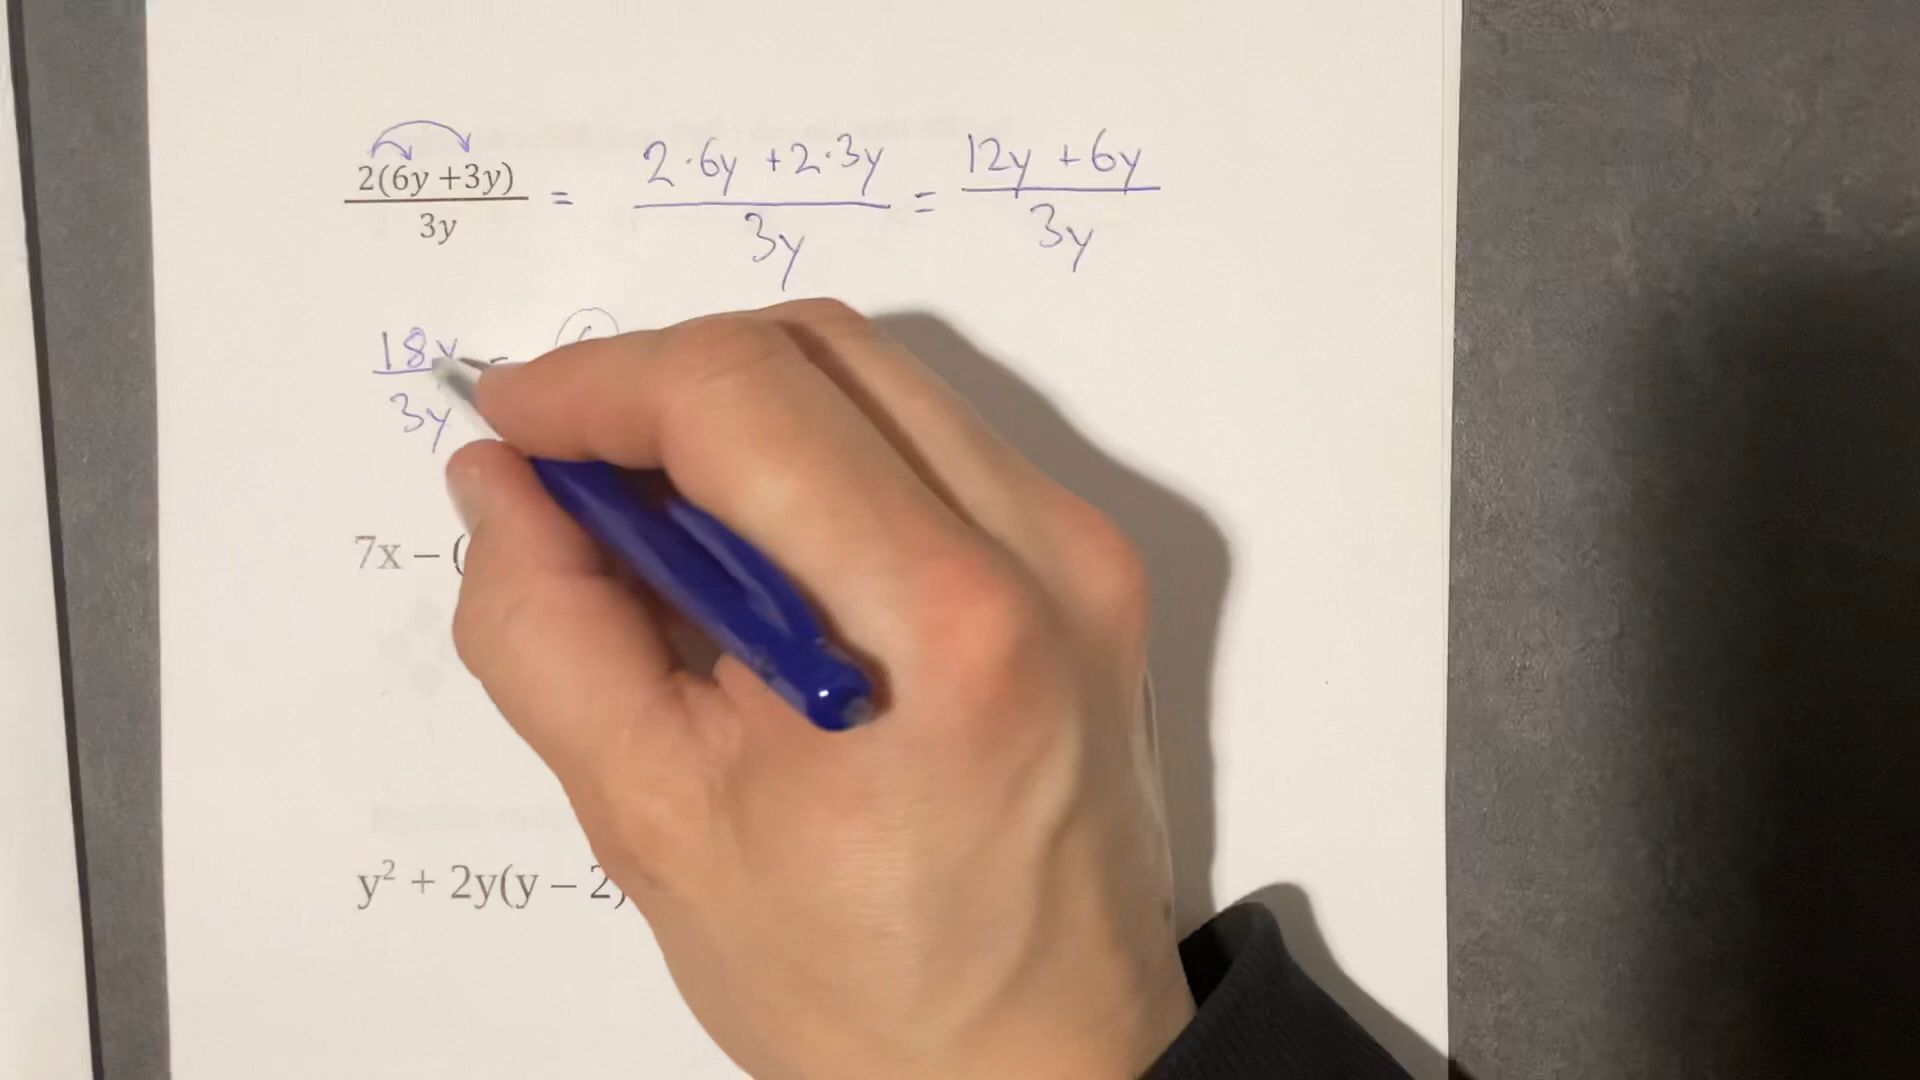 2(6y +3y)/3y = 2·6y +2·3y/3y = 12y +6y/3y
18y/3y =
7x – (
y² + 2y(y – 2)